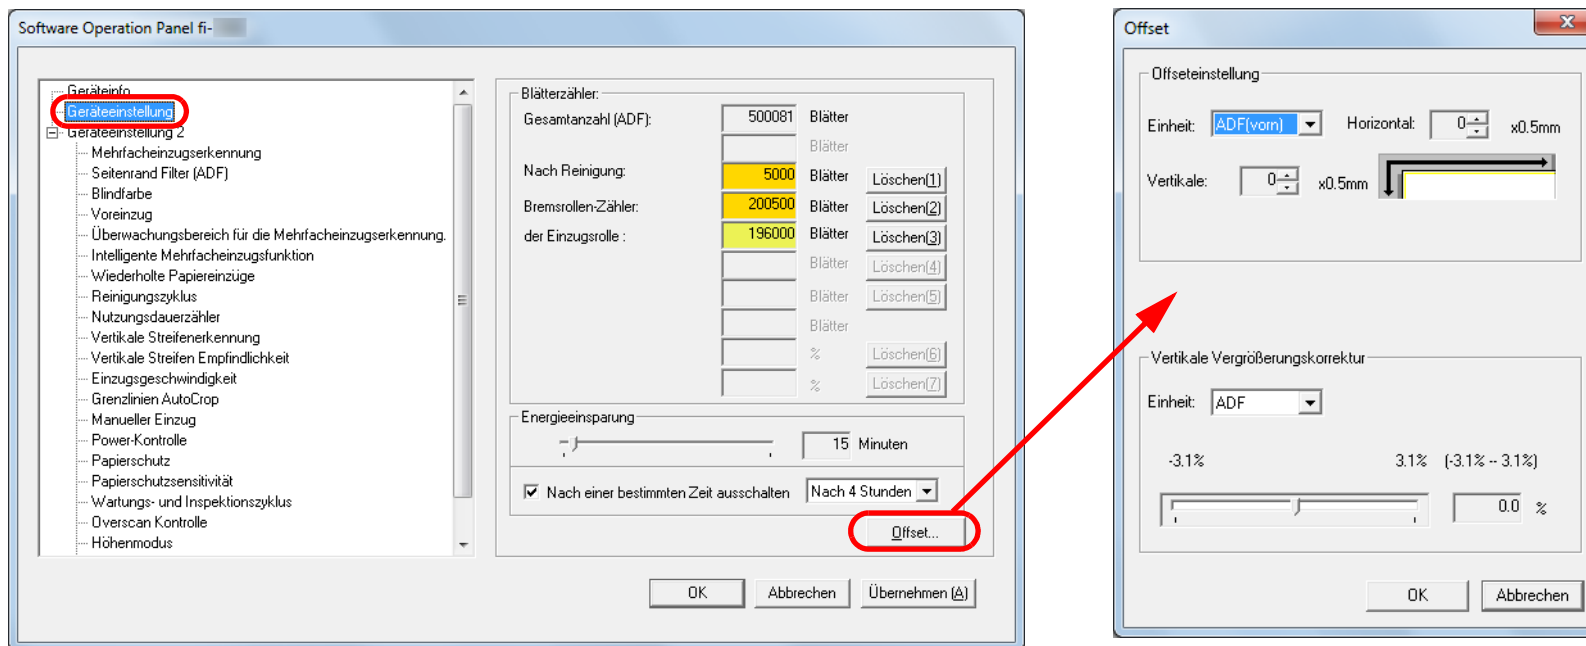 Software Operation Panel fi-
Geräteinfo
Geräteeinstellung
Geräteeinstellung 2
Mehrfacheinzugserkennung
Seitenrand Filter (ADF)
Blindfarbe
Voreinzug
Überwachungsbereich für die Mehrfacheinzugserkennung.
Intelligente Mehrfacheinzugsfunktion
Wiederholte Papiereinzüge
Reinigungszyklus
Nutzungsdauerzähler
Vertikale Streifenerkennung
Vertikale Streifen Empfindlichkeit
Einzugsgeschwindigkeit
Grenzlinien AutoCrop
Manueller Einzug
Power-Kontrolle
Papierschutz
Papierschutzsensitivität
Wartungs- und Inspektionszyklus
Overscan Kontrolle
Höhenmodus
Blätterzähler:
Gesamtanzahl (ADF): 500081 Blätter
Blätter
Nach Reinigung: 5000 Blätter Löschen(1)
Bremsrollen-Zähler: 200500 Blätter Löschen(2)
der Einzugsrolle : 196000 Blätter Löschen(3)
Blätter Löschen(4)
Blätter Löschen(5)
Blätter
% Löschen(6)
% Löschen(7)
Energieeinsparung
15 Minuten
Nach einer bestimmten Zeit ausschalten Nach 4 Stunden
Offset...
OK Abbrechen Übernehmen (A)
Offset
Offseteinstellung
Einheit: ADF(vorn) Horizontal: 0 x0.5mm
Vertikale: 0 x0.5mm
Vertikale Vergrößerungskorrektur
Einheit: ADF
-3.1% 3.1% (-3.1% -- 3.1%)
0.0 %
OK Abbrechen